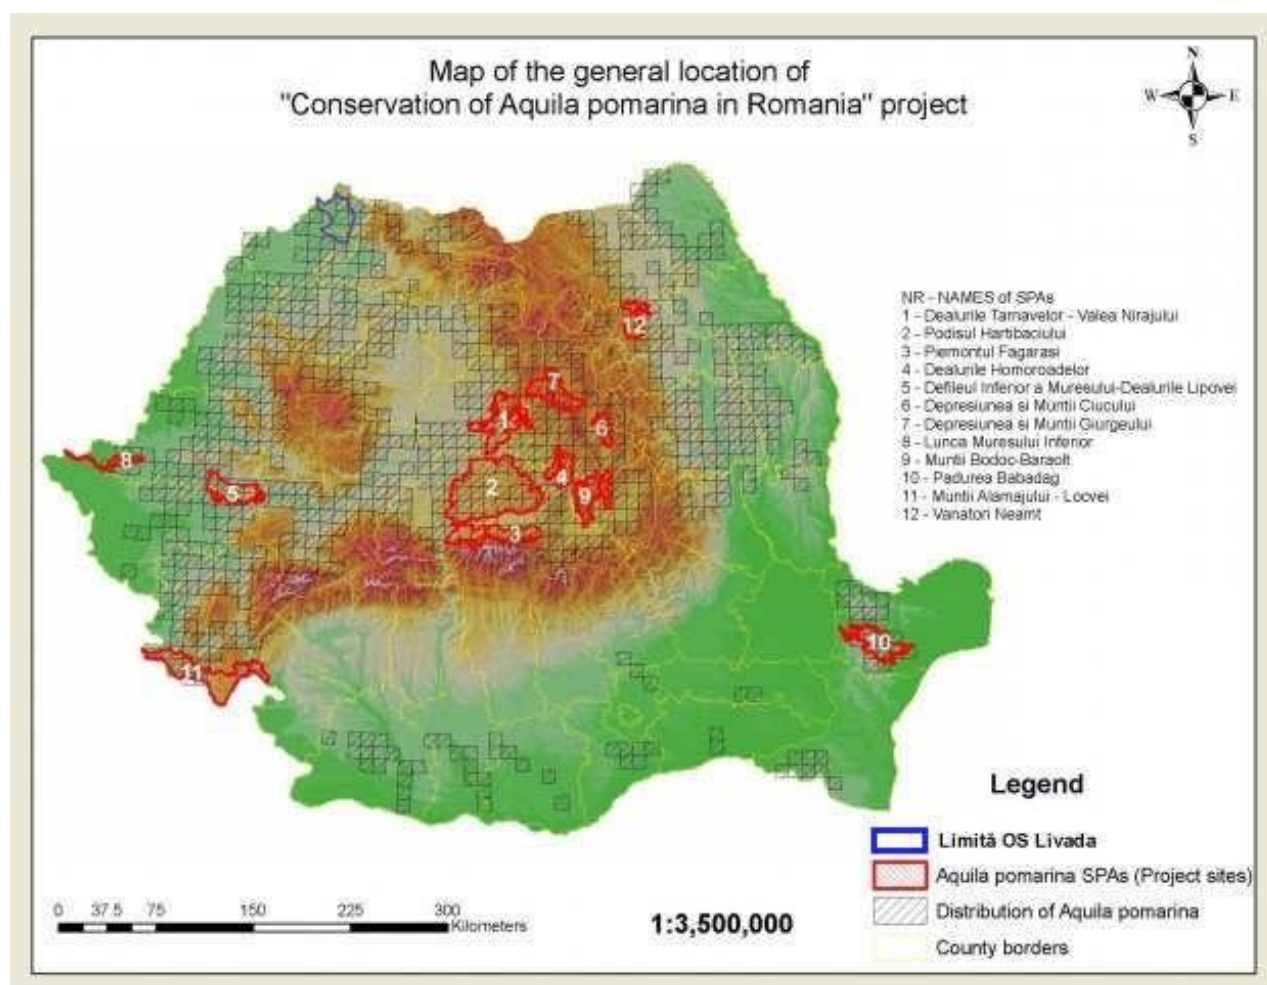 Map of the general location of
"Conservation of Aquila pomarina in Romania" project
N
W E
S
NR - NAMES of SPAs
1 - Dealurile Tarnavelor - Valea Nirajului
2 - Podisul Hartibaciului
3 - Piemontul Fagarasi
4 - Dealurile Homoroadelor
5 - Defileul Inferior a Muresului-Dealurile Lipovei
6 - Depresiunea si Muntii Ciucului
7 - Depresiunea si Muntii Giurgeului
8 - Lunca Muresului Inferior
9 - Muntii Bodoc-Baraolt
10 - Padurea Babadag
11 - Muntii Alamajului - Locvei
12 - Vanatori Neamt
12
7
1
6
8
4
5
2
9
3
10
11
Legend
Limită OS Livada
Aquila pomarina SPAs (Project sites)
Distribution of Aquila pomarina
County borders
0 37.5 75 150 225 300
Kilometers
1:3,500,000